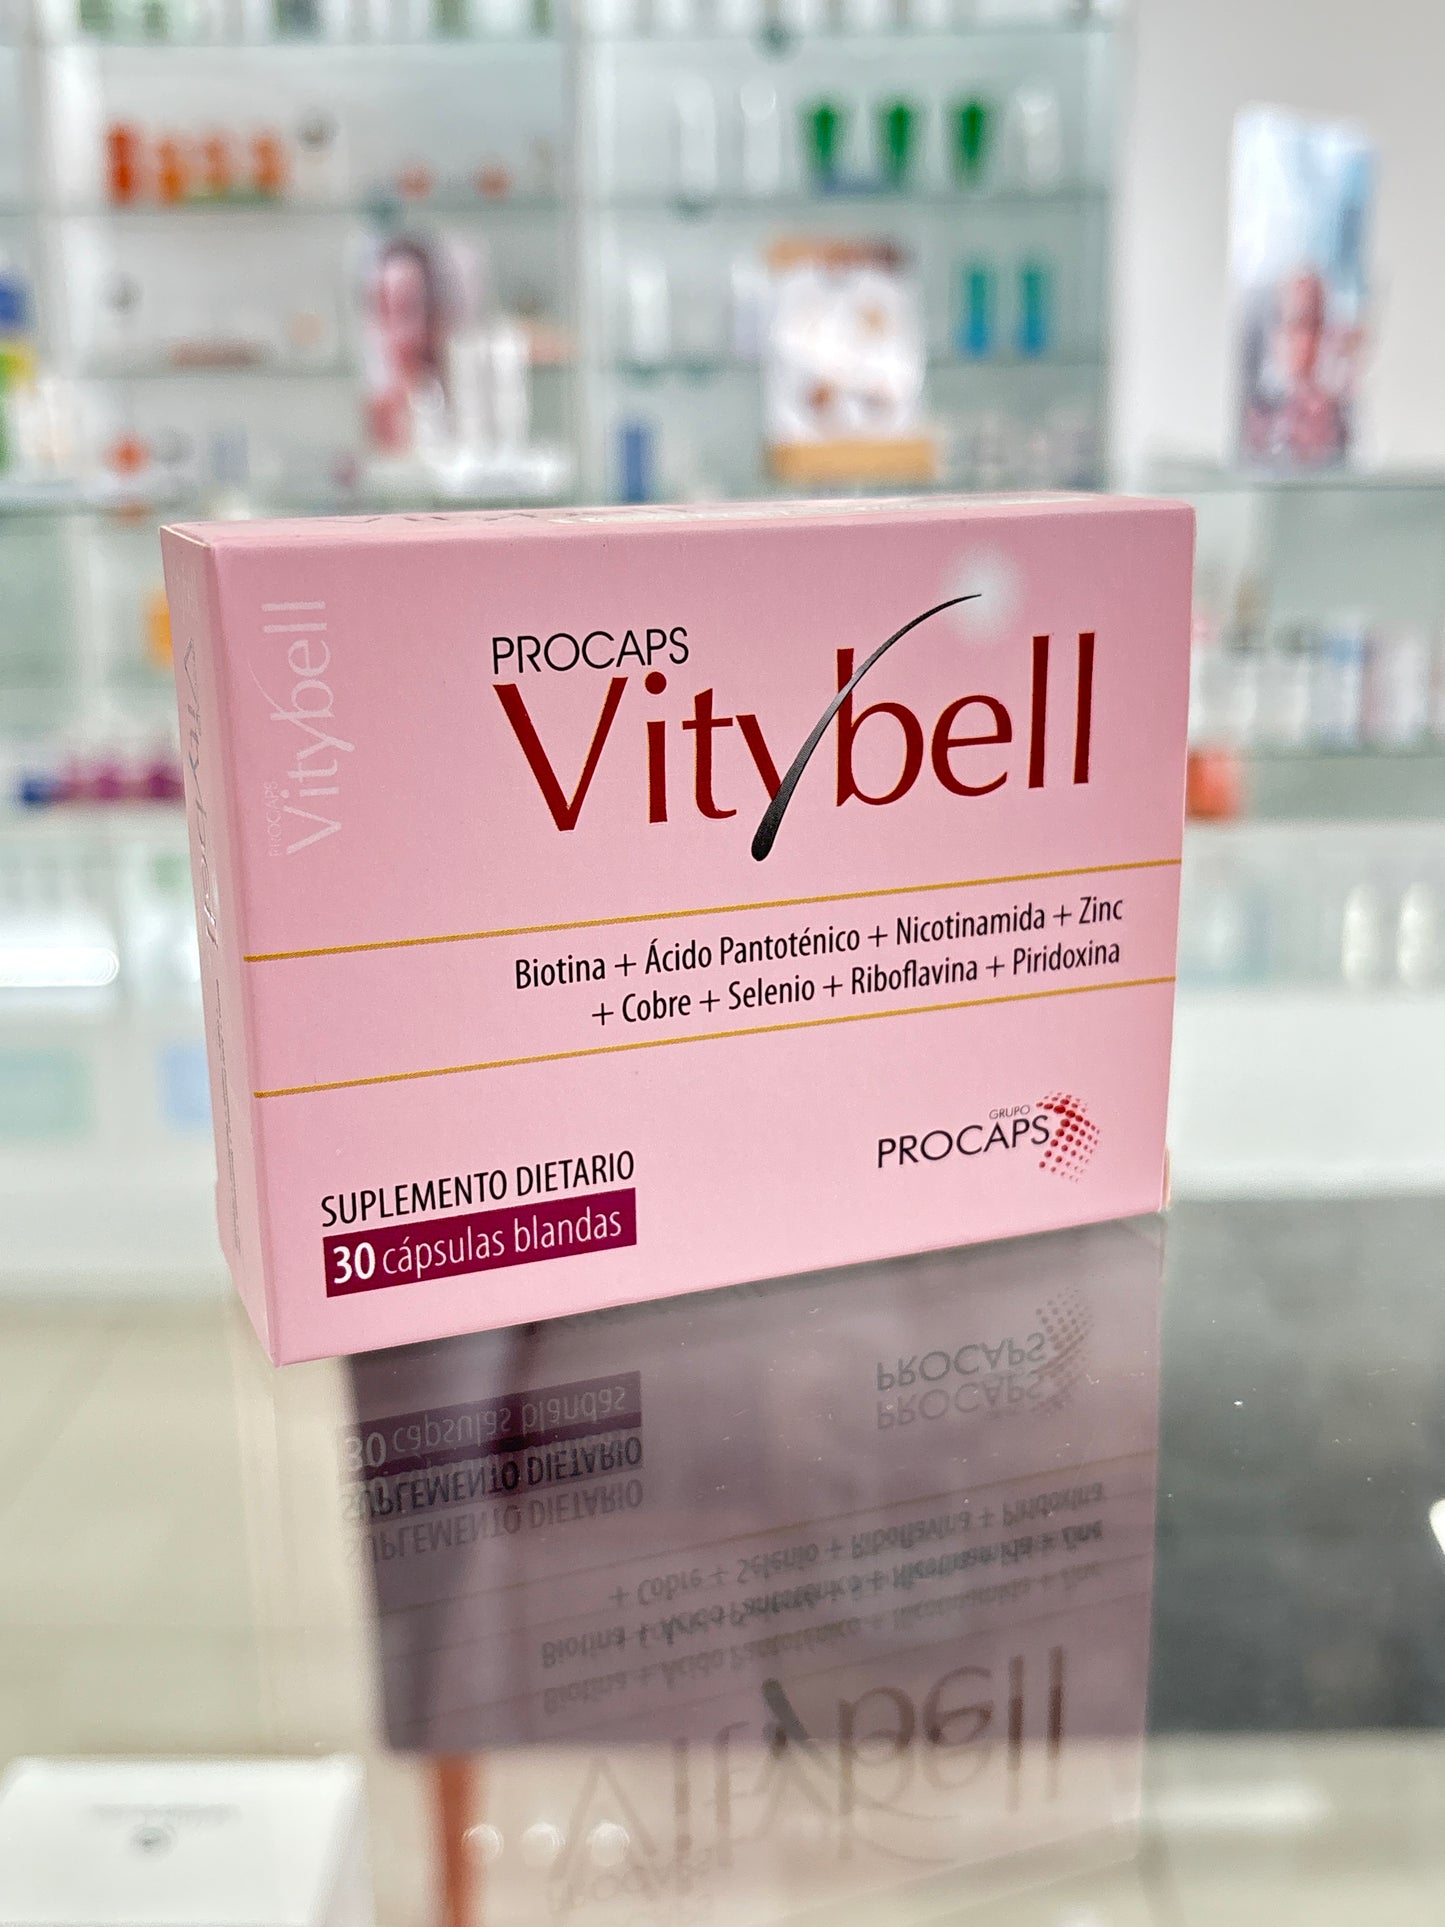 PROCAPS
Vitybell
PROCAPS
Vitybell
Biotina + Ácido Pantoténico + Nicotinamida + Zinc
+ Cobre + Selenio + Riboflavina + Piridoxina
GRUPO
PROCAPS
SUPLEMENTO DIETARIO
30 cápsulas blandas